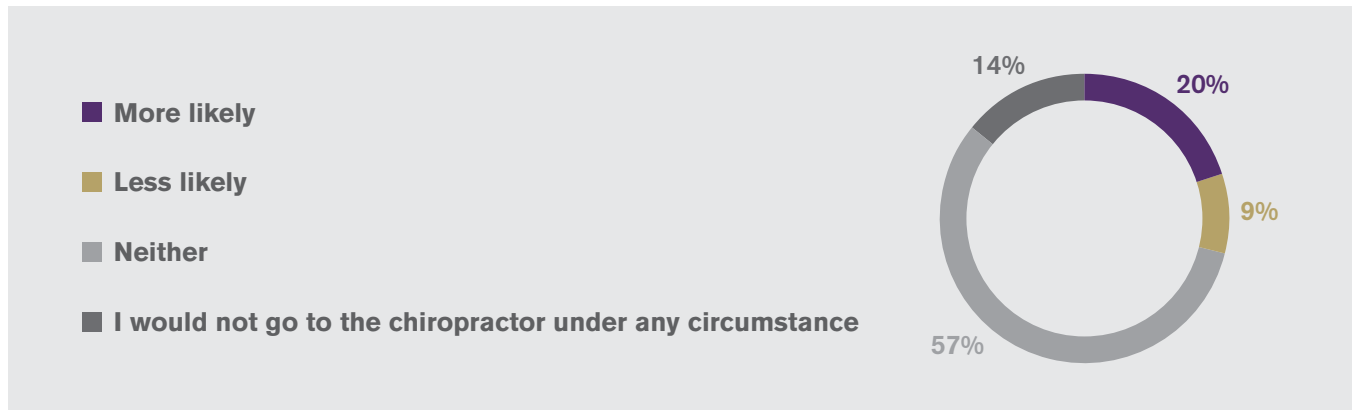 14%
20%
More likely
Less likely
9%
Neither
I would not go to the chiropractor under any circumstance
57%